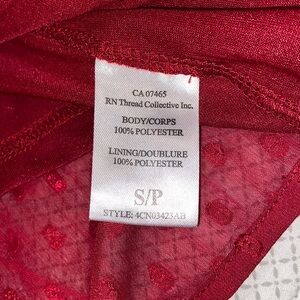 CA 07465
RN Thread Collective Inc.
BODY/CORPS
100% POLYESTER
LINING/DOUBLURE
100% POLYESTER
S/P
STYLE: 4CN03423AB